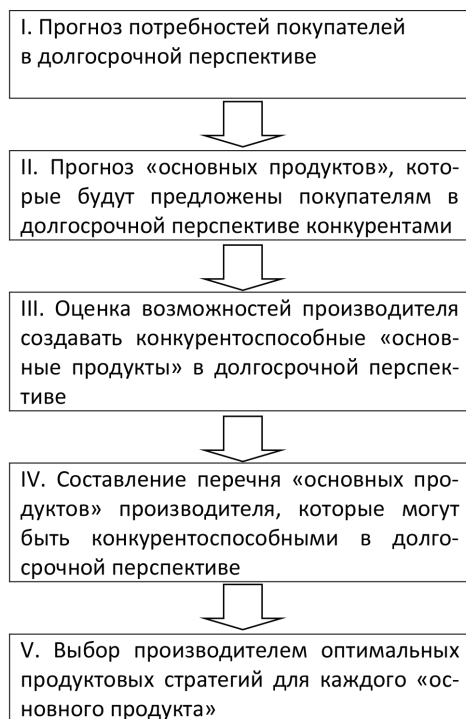 I. Прогноз потребностей покупателей
в долгосрочной перспективе
II. Прогноз «основных продуктов», кото-
рые будут предложены покупателям в
долгосрочной перспективе конкурентами
III. Оценка возможностей производителя
создавать конкурентоспособные «основ-
ные продукты» в долгосрочной перспек-
тиве
IV. Составление перечня «основных про-
дуктов» производителя, которые могут
быть конкурентоспособными в долго-
срочной перспективе
V. Выбор производителем оптимальных
продуктовых стратегий для каждого «ос-
новного продукта»